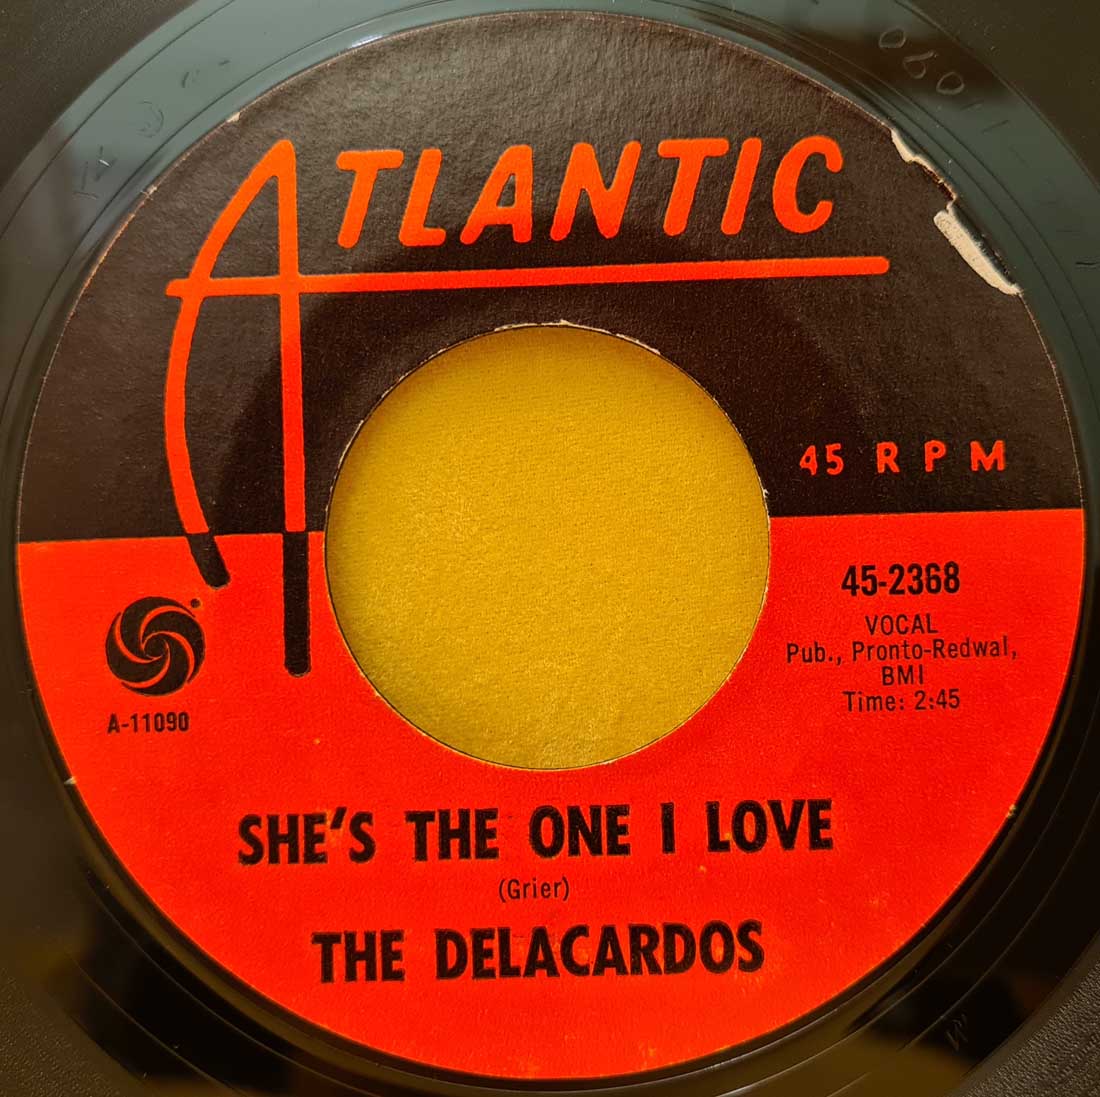 ATLANTIC
45 RPM
45-2368
VOCAL
Pub., Pronto-Redwal,
BMI
Time: 2:45
A-11090
SHE'S THE ONE I LOVE
(Grier)
THE DELACARDOS